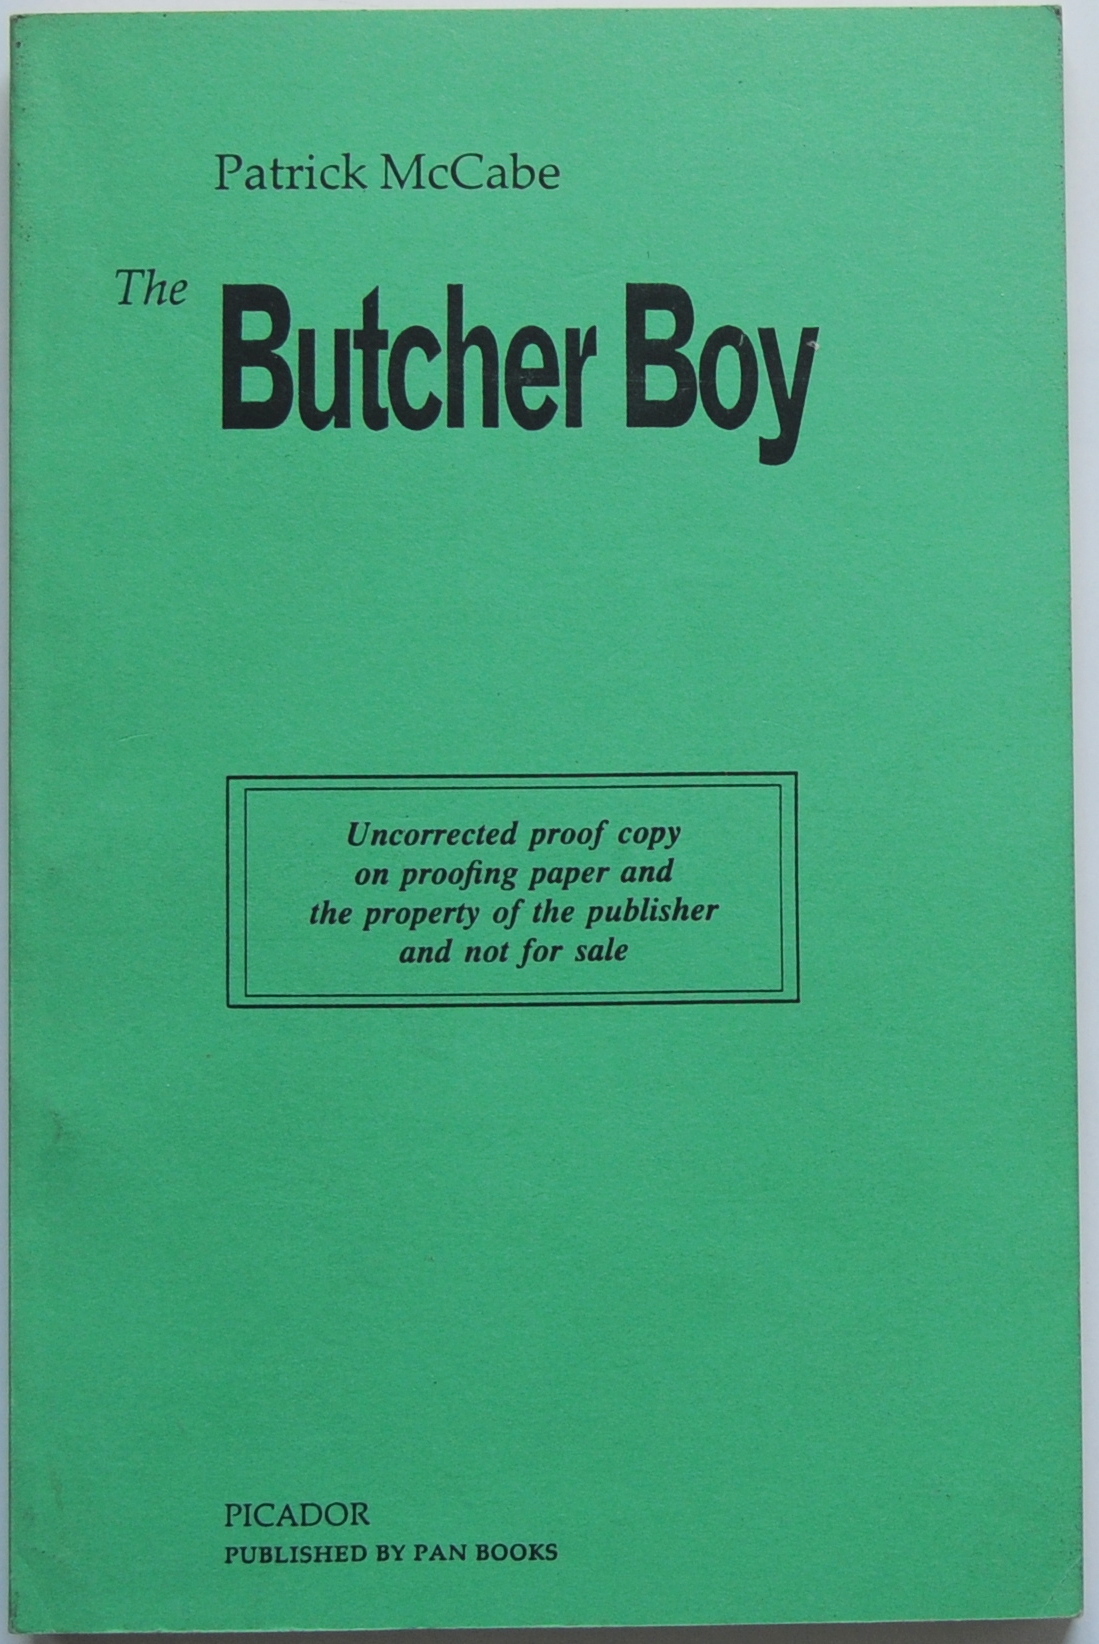 Patrick McCabe
The Butcher Boy
Uncorrected proof copy
on proofing paper and
the property of the publisher
and not for sale
PICADOR
PUBLISHED BY PAN BOOKS